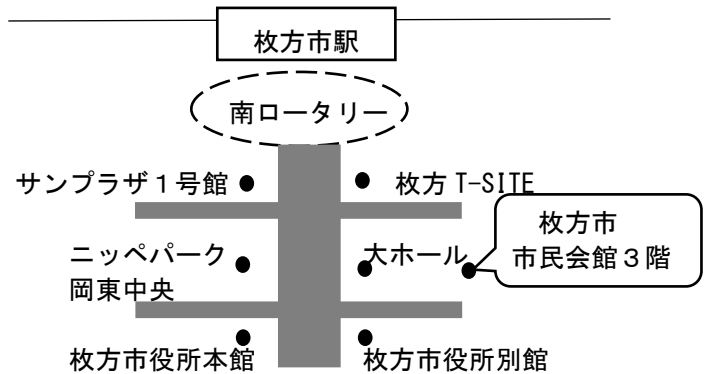 枚方市駅
南ロータリー
サンプラザ１号館
枚方 T-SITE
枚方市
市民会館３階
ニッペパーク
岡東中央
大ホール
枚方市役所本館
枚方市役所別館